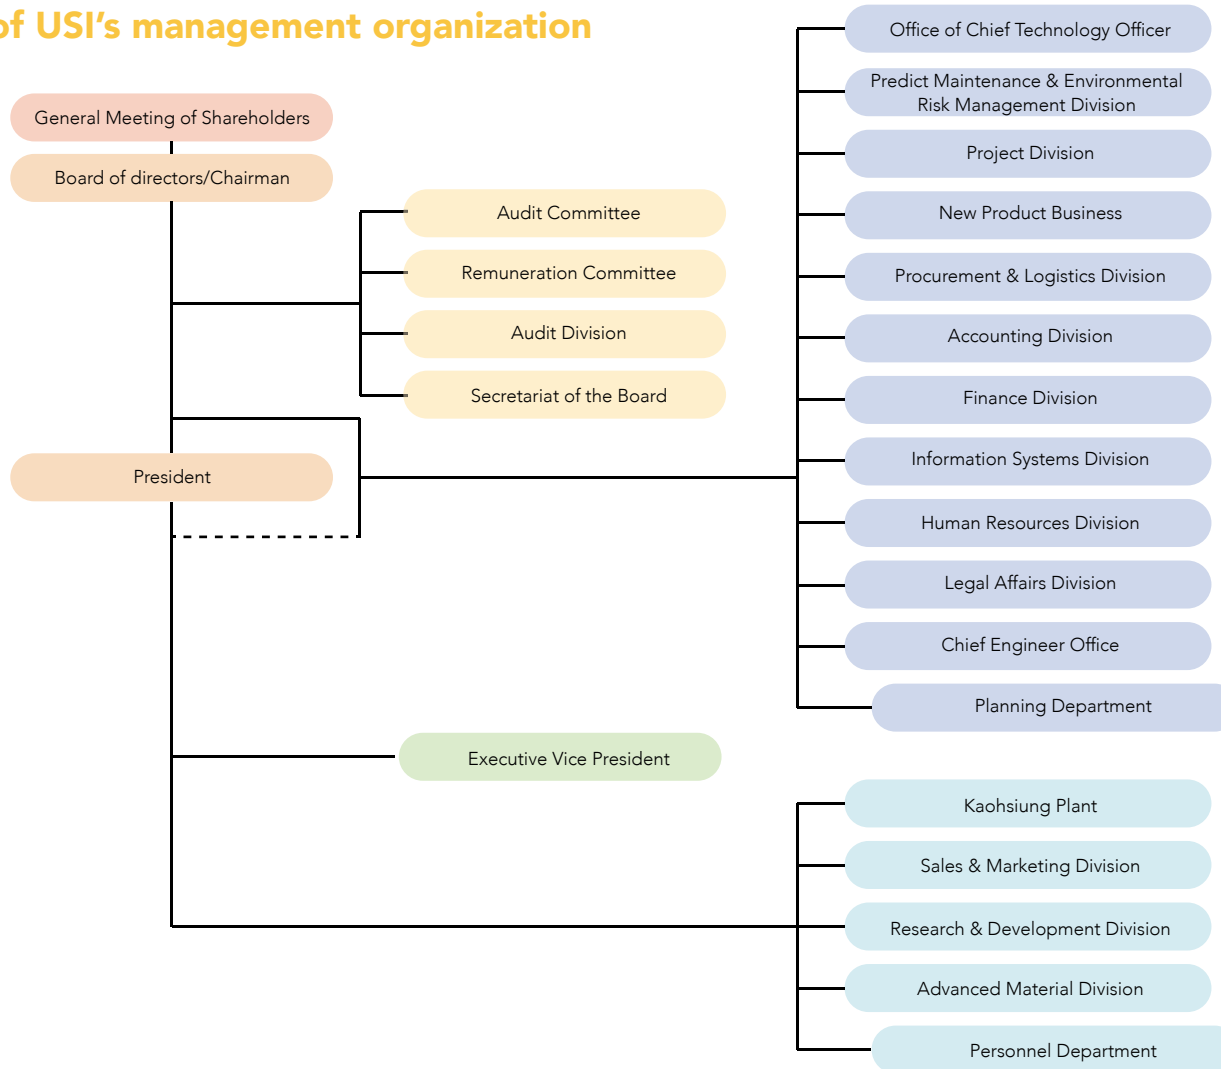 of USI’s management organization
General Meeting of Shareholders
Board of directors/Chairman
Audit Committee
Remuneration Committee
Audit Division
Secretariat of the Board
President
Executive Vice President
Office of Chief Technology Officer
Predict Maintenance & Environmental
Risk Management Division
Project Division
New Product Business
Procurement & Logistics Division
Accounting Division
Finance Division
Information Systems Division
Human Resources Division
Legal Affairs Division
Chief Engineer Office
Planning Department
Kaohsiung Plant
Sales & Marketing Division
Research & Development Division
Advanced Material Division
Personnel Department